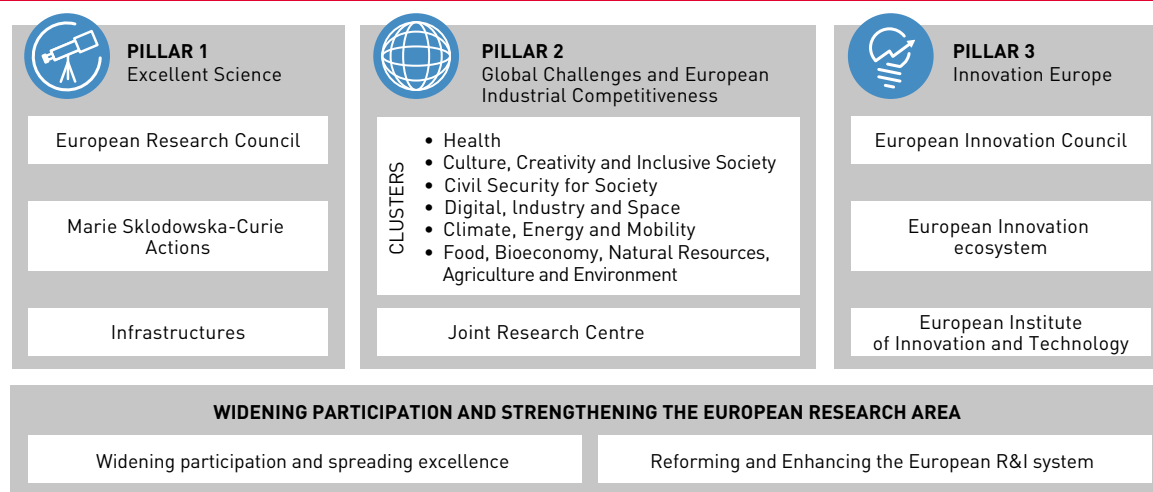 PILLAR 1
Excellent Science
European Research Council
Marie Sklodowska-Curie
Actions
Infrastructures
PILLAR 2
Global Challenges and European
Industrial Competitiveness
CLUSTERS
• Health
• Culture, Creativity and Inclusive Society
• Civil Security for Society
• Digital, Industry and Space
• Climate, Energy and Mobility
• Food, Bioeconomy, Natural Resources,
Agriculture and Environment
Joint Research Centre
PILLAR 3
Innovation Europe
European Innovation Council
European Innovation
ecosystem
European Institute
of Innovation and Technology
WIDENING PARTICIPATION AND STRENGTHENING THE EUROPEAN RESEARCH AREA
Widening participation and spreading excellence
Reforming and Enhancing the European R&I system